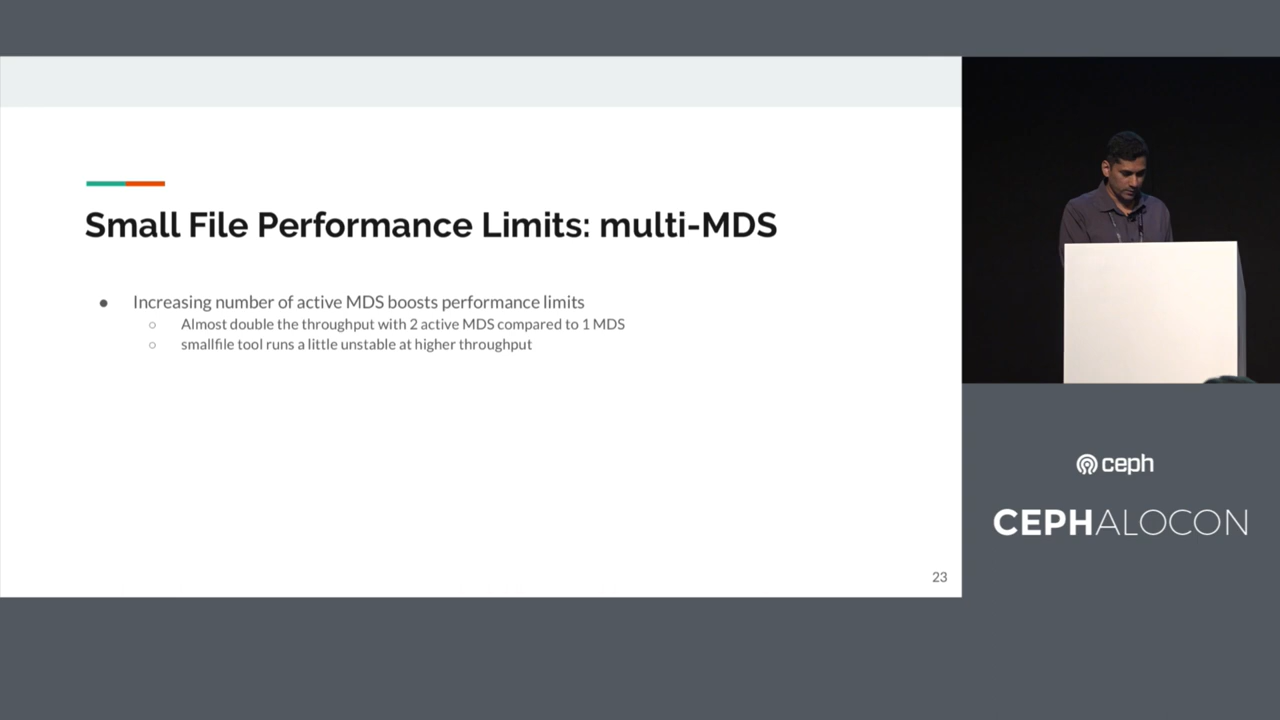 Small File Performance Limits: multi-MDS
● Increasing number of active MDS boosts performance limits
○ Almost double the throughput with 2 active MDS compared to 1 MDS
○ smallfile tool runs a little unstable at higher throughput
23
ceph
CEPHALOCON